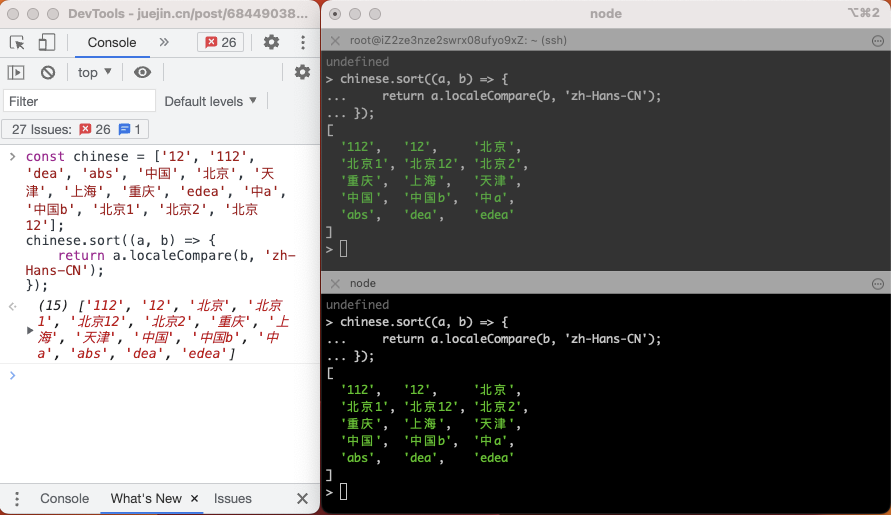 DevTools - juejin.cn/post/68449038...
Console
26
top
Filter
Default levels
27 Issues: 26 1
const chinese = ['12', '112',
'dea', 'abs', '中国', '北京', '天
津', '上海', '重庆', 'edea', '中a',
'中国b', '北京1', '北京2', '北京
12'];
chinese.sort((a, b) => {
return a.localeCompare(b, 'zh-
Hans-CN');
});
(15) ['112', '12', '北京', '北京
1', '北京12', '北京2', '重庆', '上
海', '天津', '中国', '中国b', '中
a', 'abs', 'dea', 'edea']
Console What's New Issues
node
⌥⌘2
root@iZ2ze3nze2swrx08ufyo9xZ: ~ (ssh)
undefined
> chinese.sort((a, b) => {
... return a.localeCompare(b, 'zh-Hans-CN');
... });
[
'112', '12', '北京',
'北京1', '北京12', '北京2',
'重庆', '上海', '天津',
'中国', '中国b', '中a',
'abs', 'dea', 'edea'
]
>
node
undefined
> chinese.sort((a, b) => {
... return a.localeCompare(b, 'zh-Hans-CN');
... });
[
'112', '12', '北京',
'北京1', '北京12', '北京2',
'重庆', '上海', '天津',
'中国', '中国b', '中a',
'abs', 'dea', 'edea'
]
>